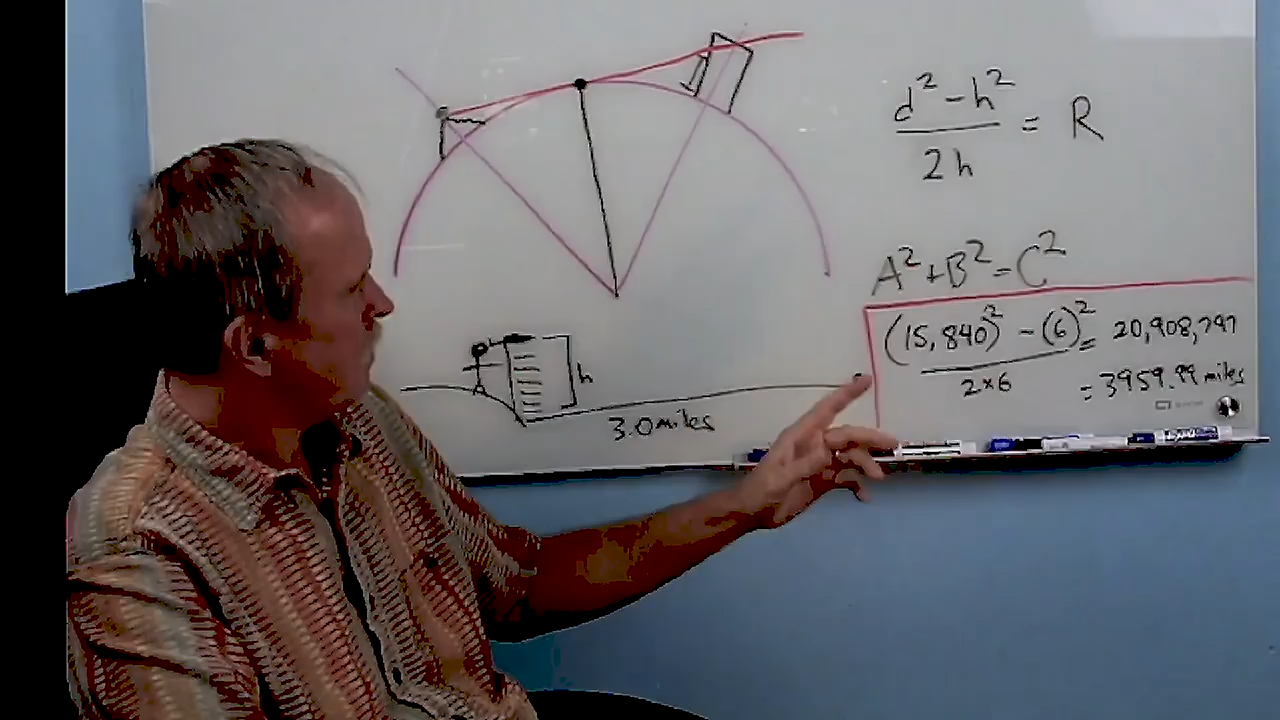 d² - h²
2h
= R
A² + B² = C²
(15,840)² - (6)² = 20,908,797
2×6
= 3959.99 miles
h
3.0 miles